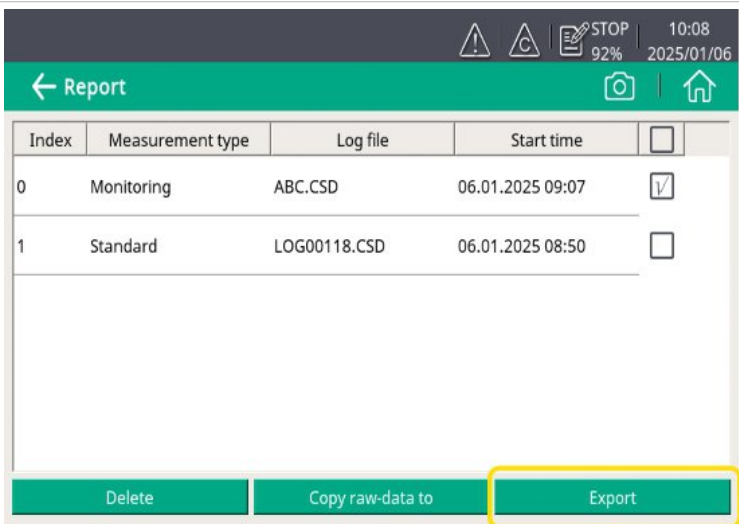 STOP 10:08
92% 2025/01/06
Report
Index Measurement type Log file Start time
0 Monitoring ABC.CSD 06.01.2025 09:07 √
1 Standard LOG00118.CSD 06.01.2025 08:50
Delete Copy raw-data to Export